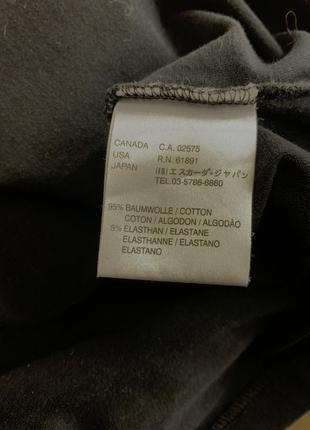 CANADA C.A. 02575
USA R.N. 61891
JAPAN (株)エスカーダ・ジャパン
TEL.03-5786-6860
95% BAUMWOLLE / COTTON
COTON / ALGODON / ALGODÃO
5% ELASTHAN / ELASTANE
ELASTHANNE / ELASTANO
ELASTANO